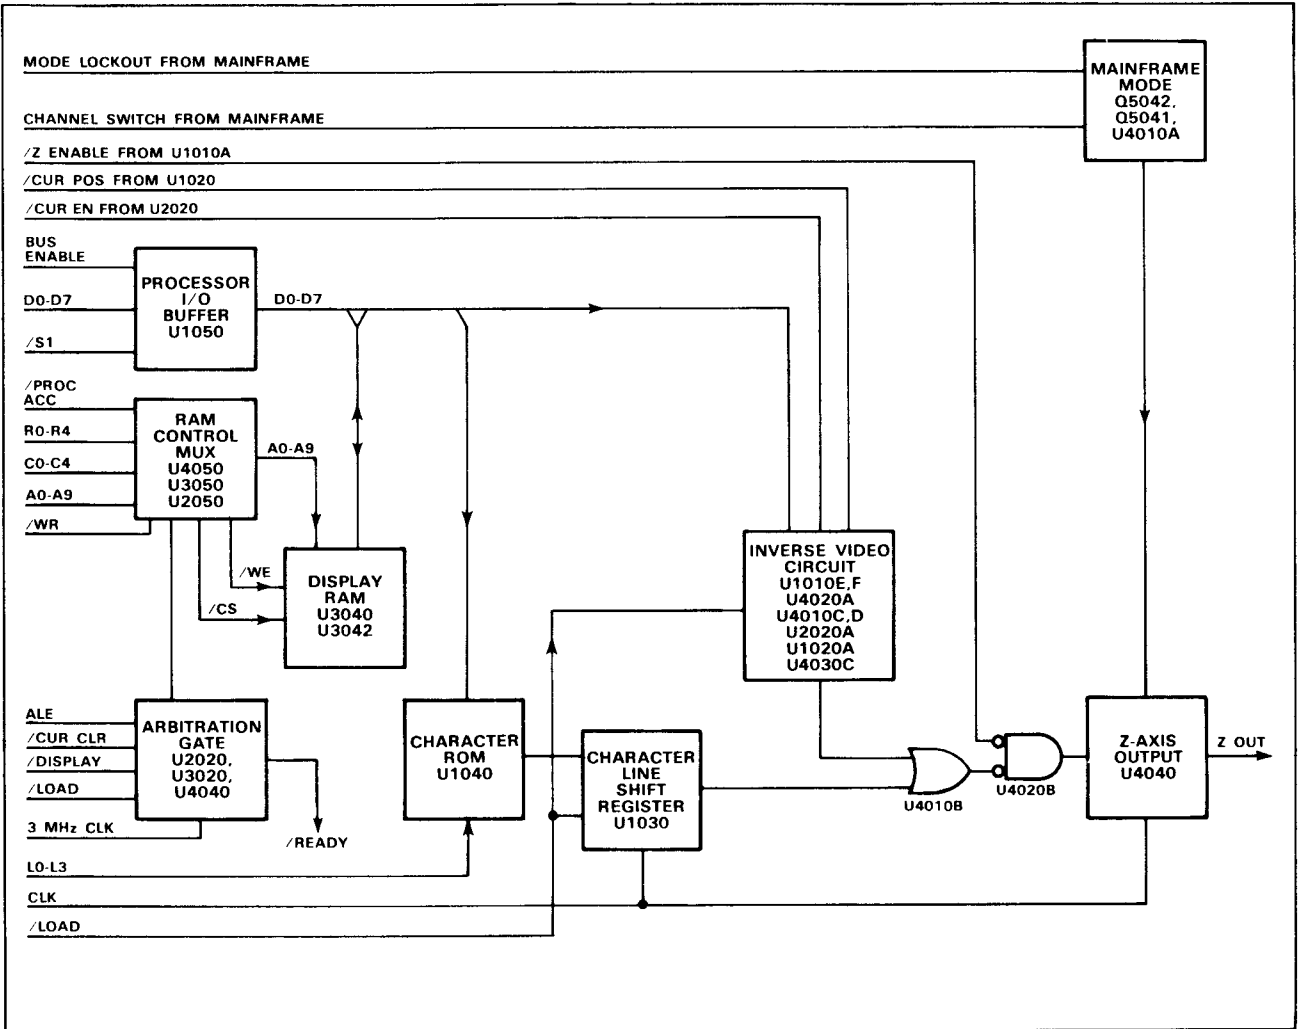 MODE LOCKOUT FROM MAINFRAME
CHANNEL SWITCH FROM MAINFRAME
/Z ENABLE FROM U1010A
/CUR POS FROM U1020
/CUR EN FROM U2020
MAINFRAME
MODE
Q5042,
Q5041,
U4010A
BUS
ENABLE
D0-D7
/S1
PROCESSOR
I/O
BUFFER
U1050
D0-D7
/PROC
ACC
R0-R4
C0-C4
A0-A9
/WR
RAM
CONTROL
MUX
U4050
U3050
U2050
A0-A9
/WE
/CS
DISPLAY
RAM
U3040
U3042
INVERSE VIDEO
CIRCUIT
U1010E,F
U4020A
U4010C,D
U2020A
U1020A
U4030C
ALE
/CUR CLR
/DISPLAY
/LOAD
3 MHz CLK
ARBITRATION
GATE
U2020,
U3020,
U4040
/READY
CHARACTER
ROM
U1040
CHARACTER
LINE
SHIFT
REGISTER
U1030
U4010B
U4020B
Z-AXIS
OUTPUT
U4040
Z OUT
L0-L3
CLK
/LOAD